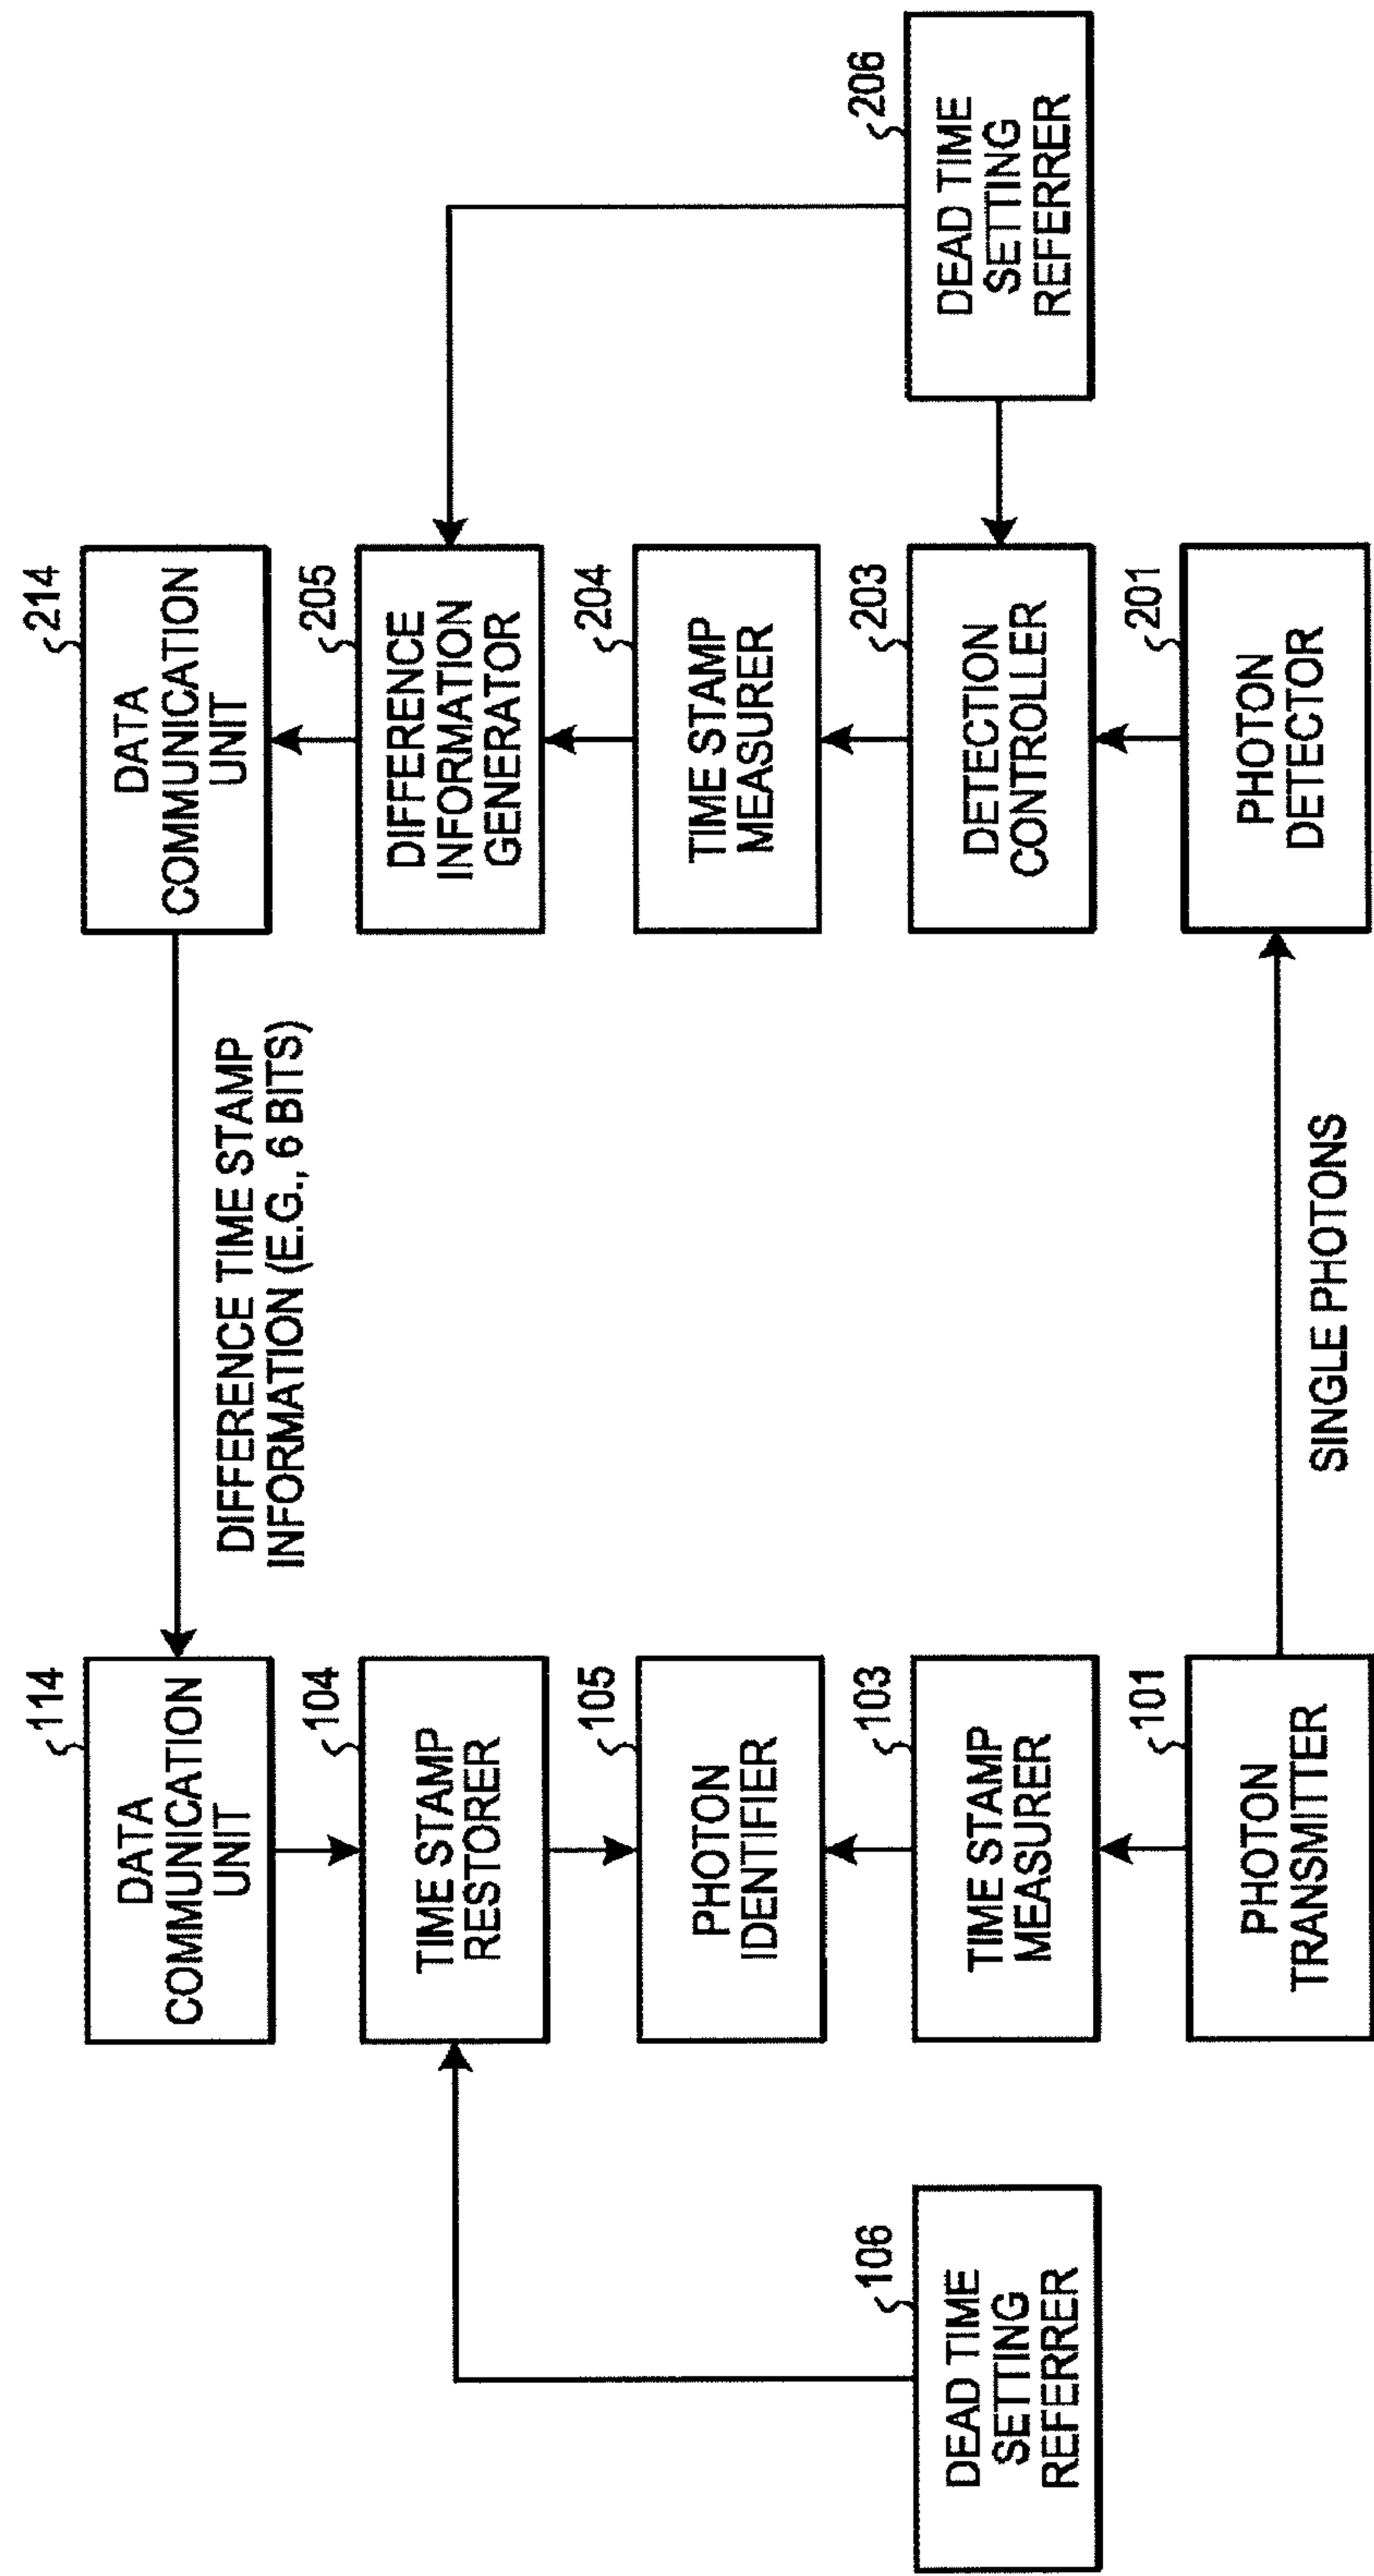 114
DATA
COMMUNICATION
UNIT
DIFFERENCE TIME STAMP
INFORMATION (E.G., 6 BITS)
214
DATA
COMMUNICATION
UNIT
104
TIME STAMP
RESTORER
205
DIFFERENCE
INFORMATION
GENERATOR
105
PHOTON
IDENTIFIER
204
TIME STAMP
MEASURER
106
DEAD TIME
SETTING
REFERRER
103
TIME STAMP
MEASURER
203
DETECTION
CONTROLLER
206
DEAD TIME
SETTING
REFERRER
101
PHOTON
TRANSMITTER
SINGLE PHOTONS
201
PHOTON
DETECTOR